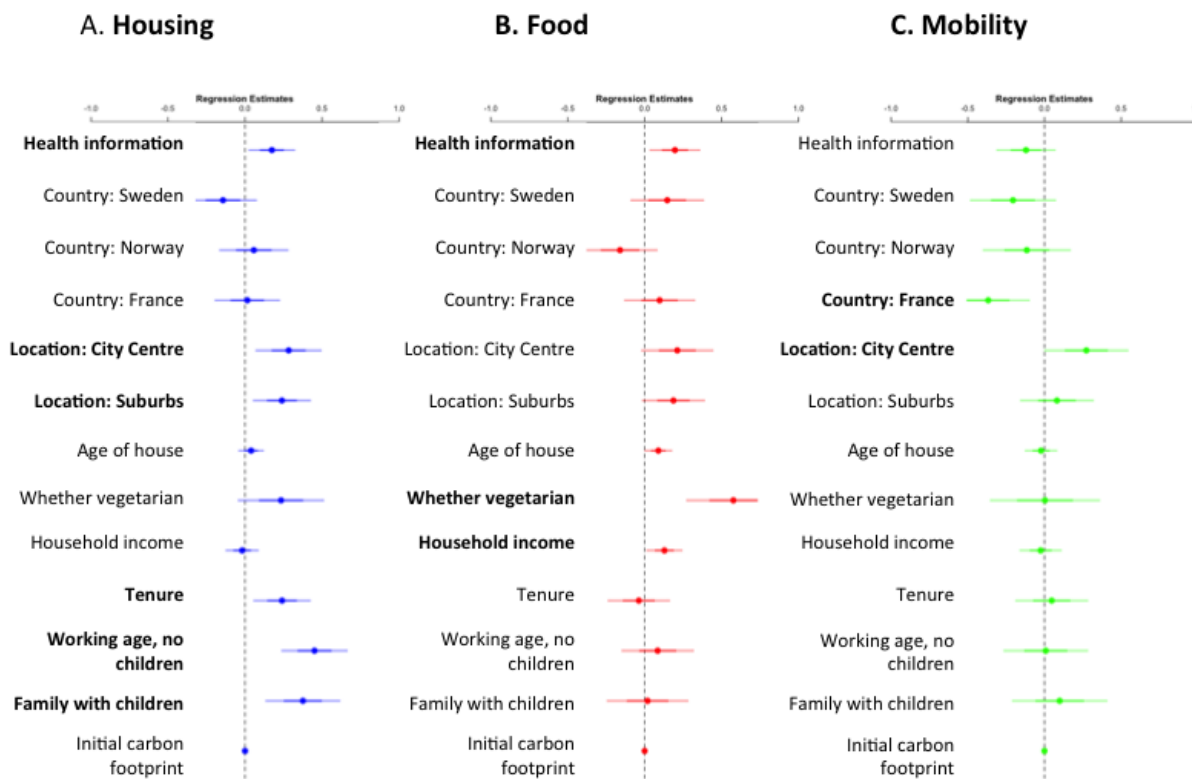 A. Housing
B. Food
C. Mobility
Regression Estimates
-1.0 -0.5 0.0 0.5 1.0
Regression Estimates
-1.0 -0.5 0.0 0.5 1.0
Regression Estimates
-1.0 -0.5 0.0 0.5
Health information
Country: Sweden
Country: Norway
Country: France
Location: City Centre
Location: Suburbs
Age of house
Whether vegetarian
Household income
Tenure
Working age, no
children
Family with children
Initial carbon
footprint
Health information
Country: Sweden
Country: Norway
Country: France
Location: City Centre
Location: Suburbs
Age of house
Whether vegetarian
Household income
Tenure
Working age, no
children
Family with children
Initial carbon
footprint
Health information
Country: Sweden
Country: Norway
Country: France
Location: City Centre
Location: Suburbs
Age of house
Whether vegetarian
Household income
Tenure
Working age, no
children
Family with children
Initial carbon
footprint